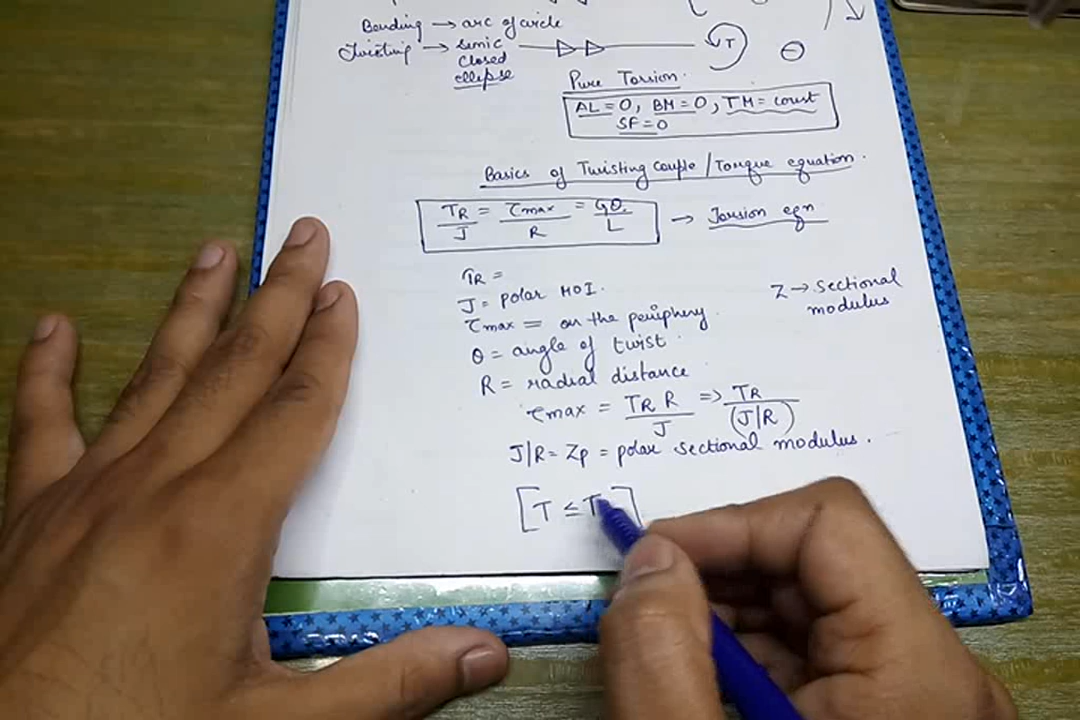 Bending → arc of circle
Twisting → semic closed ellipse
T ⊖
Pure Torsion.
AL = 0, BM = 0, TM = const
SF = 0
Basics of Twisting Couple / Torque equation.
TR/J = τmax/R = Gθ/L → Torsion eqn
TR =
J = polar MOI.
τmax = on the periphery.
Z → Sectional modulus
θ = angle of twist
R = radial distance
τmax = TR R/J => TR/(J/R)
J/R = Zp = polar sectional modulus.
[T ≤ T ]